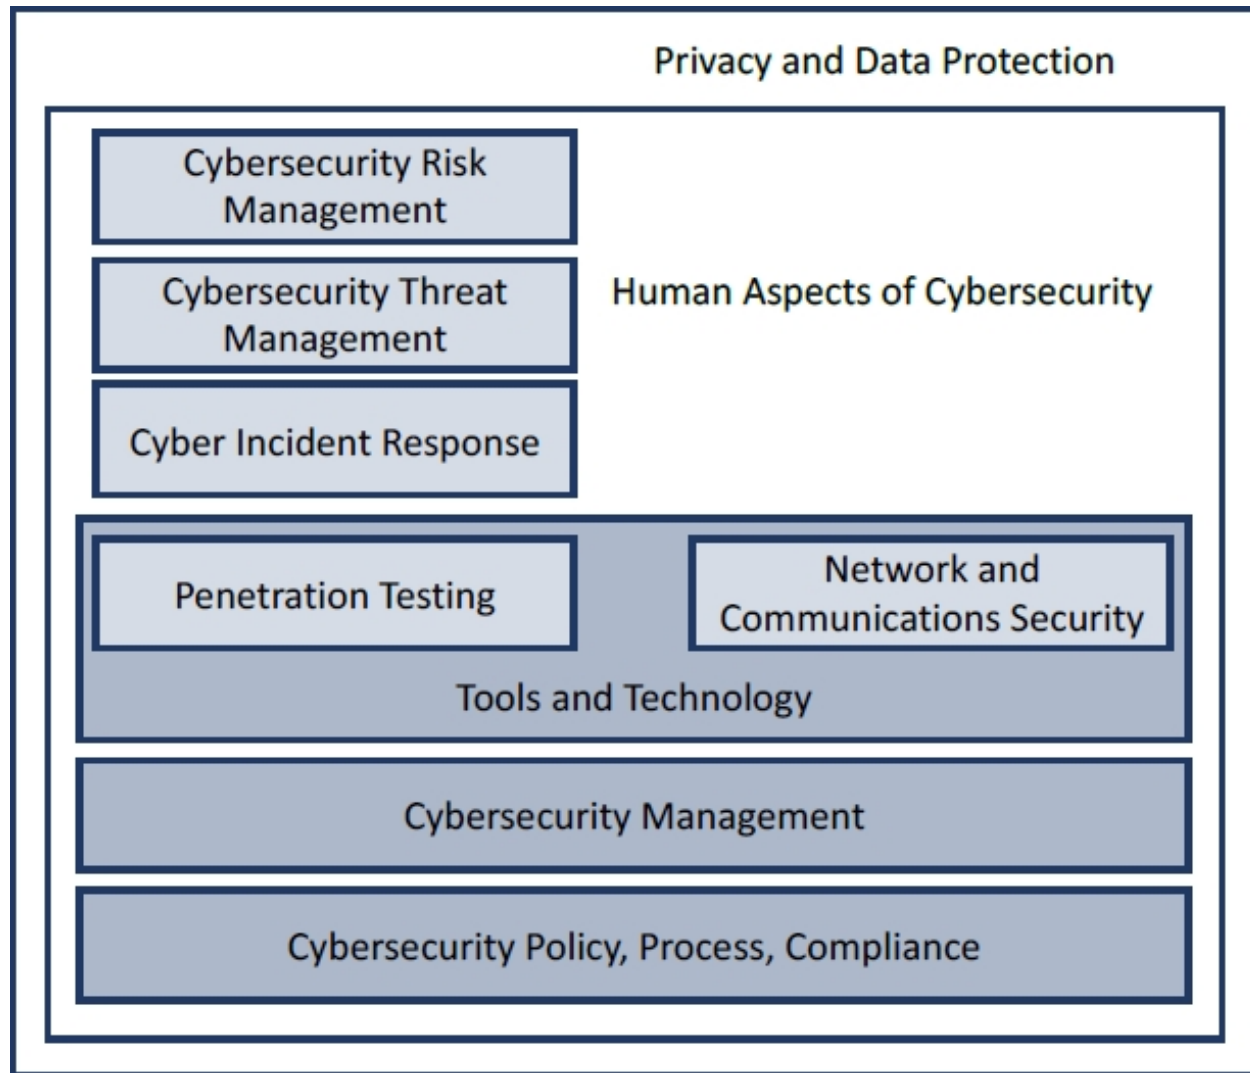 Privacy and Data Protection
Cybersecurity Risk
Management
Cybersecurity Threat
Management
Human Aspects of Cybersecurity
Cyber Incident Response
Penetration Testing
Network and
Communications Security
Tools and Technology
Cybersecurity Management
Cybersecurity Policy, Process, Compliance